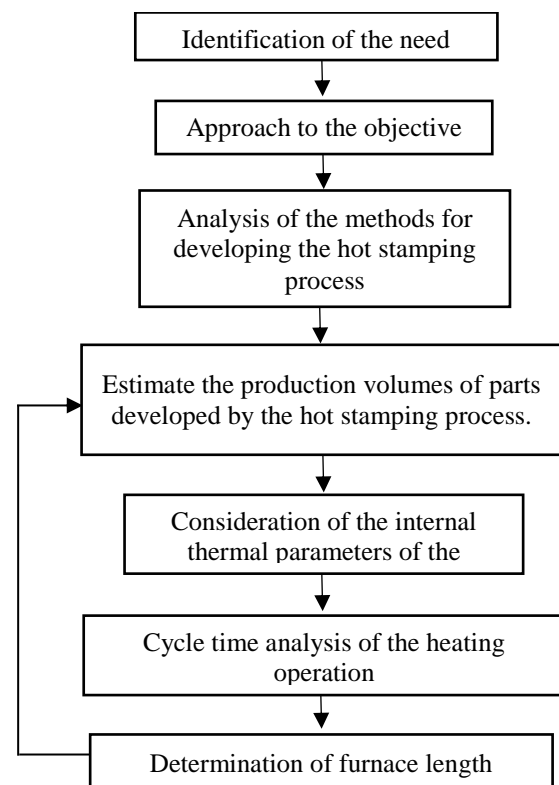 Identification of the need
Approach to the objective
Analysis of the methods for
developing the hot stamping
process
Estimate the production volumes of parts
developed by the hot stamping process.
Consideration of the internal
thermal parameters of the
Cycle time analysis of the heating
operation
Determination of furnace length